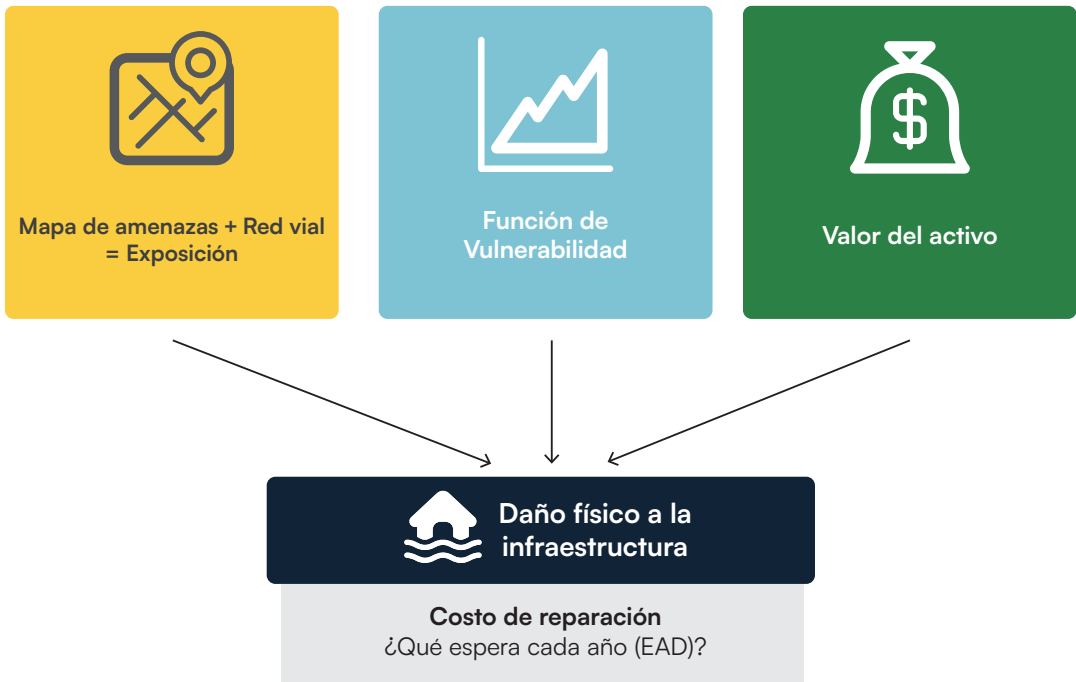 Mapa de amenazas + Red vial
= Exposición
Función de
Vulnerabilidad
$
Valor del activo
Daño físico a la
infraestructura
Costo de reparación
¿Qué espera cada año (EAD)?